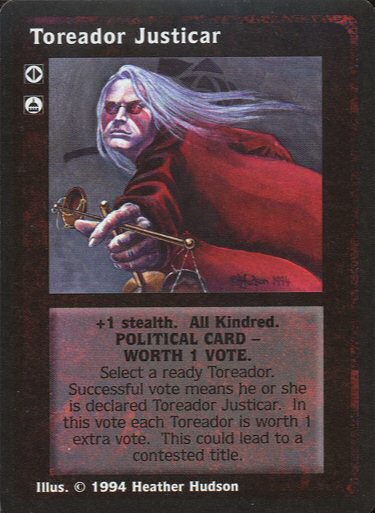 Toreador Justicar
Hudson 1994
+1 stealth. All Kindred.
POLITICAL CARD –
WORTH 1 VOTE.
Select a ready Toreador.
Successful vote means he or she
is declared Toreador Justicar. In
this vote each Toreador is worth 1
extra vote. This could lead to a
contested title.
Illus. © 1994 Heather Hudson